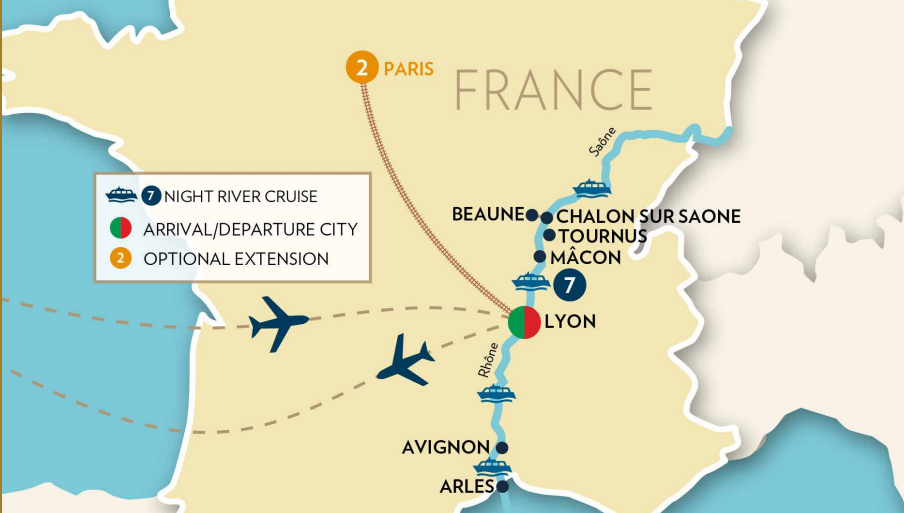 2 PARIS
FRANCE
Saône
7 NIGHT RIVER CRUISE
ARRIVAL/DEPARTURE CITY
2 OPTIONAL EXTENSION
BEAUNE
CHALON SUR SAONE
TOURNUS
MÂCON
7
LYON
Rhône
AVIGNON
ARLES